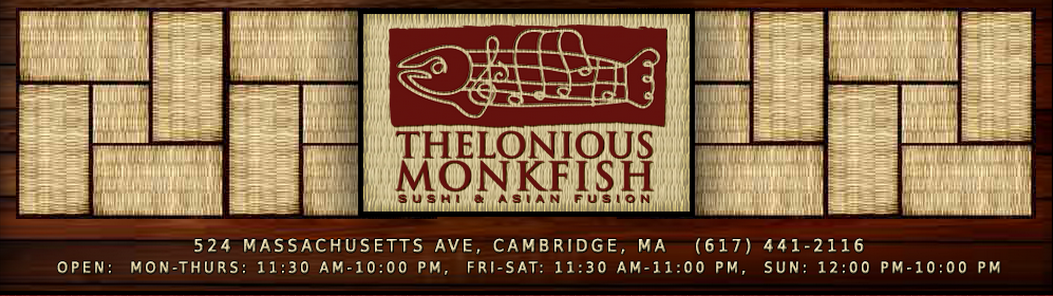 THELONIOUS
MONKFISH
SUSHI & ASIAN FUSION
524 MASSACHUSETTS AVE, CAMBRIDGE, MA (617) 441-2116
OPEN: MON-THURS: 11:30 AM-10:00 PM, FRI-SAT: 11:30 AM-11:00 PM, SUN: 12:00 PM-10:00 PM